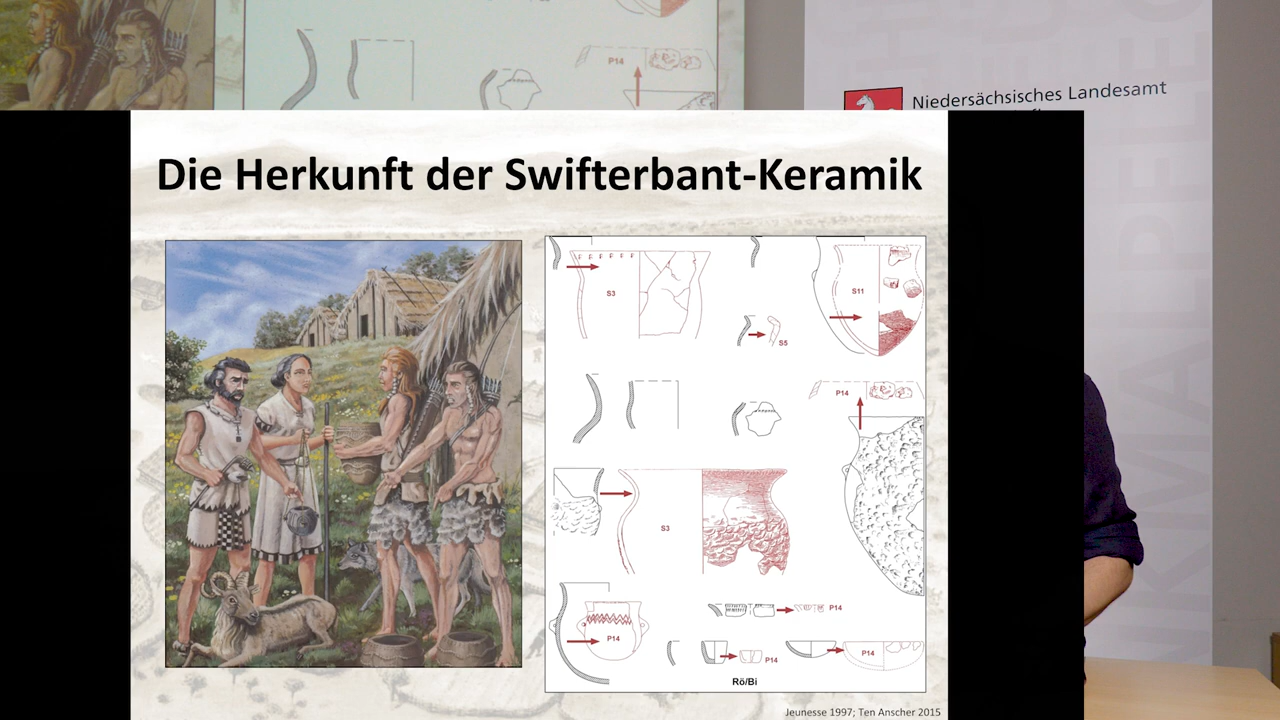 P14
Niedersächsisches Landesamt
Die Herkunft der Swifterbant-Keramik
S3
S11
S5
P14
S3
P14
P14
P14
P14
Rö/Bi
Jeunesse 1997; Ten Anscher 2015